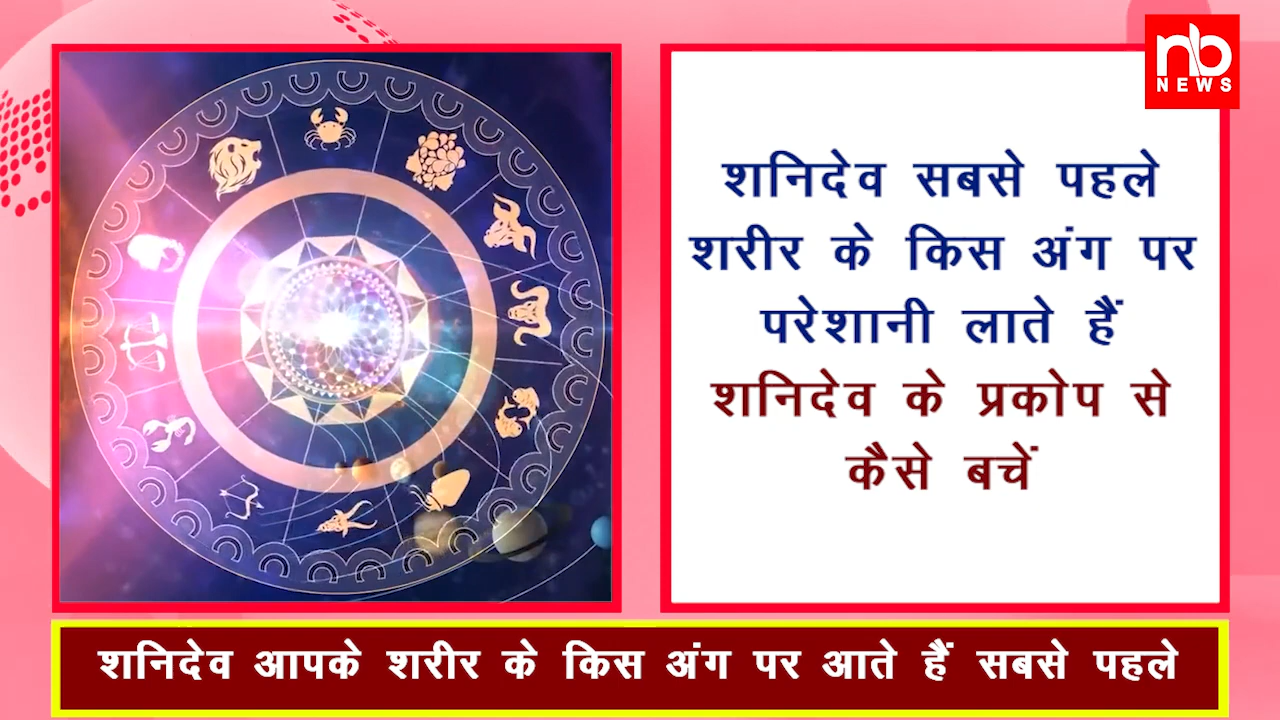 nb
NEWS
शनिदेव सबसे पहले
शरीर के किस अंग पर
परेशानी लाते हैं
शनिदेव के प्रकोप से
कैसे बचें
शनिदेव आपके शरीर के किस अंग पर आते हैं सबसे पहले